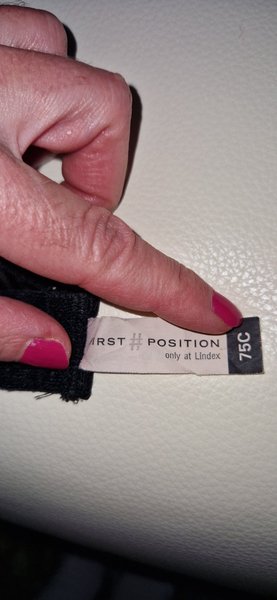 IRST # POSITION
only at Lindex
75C